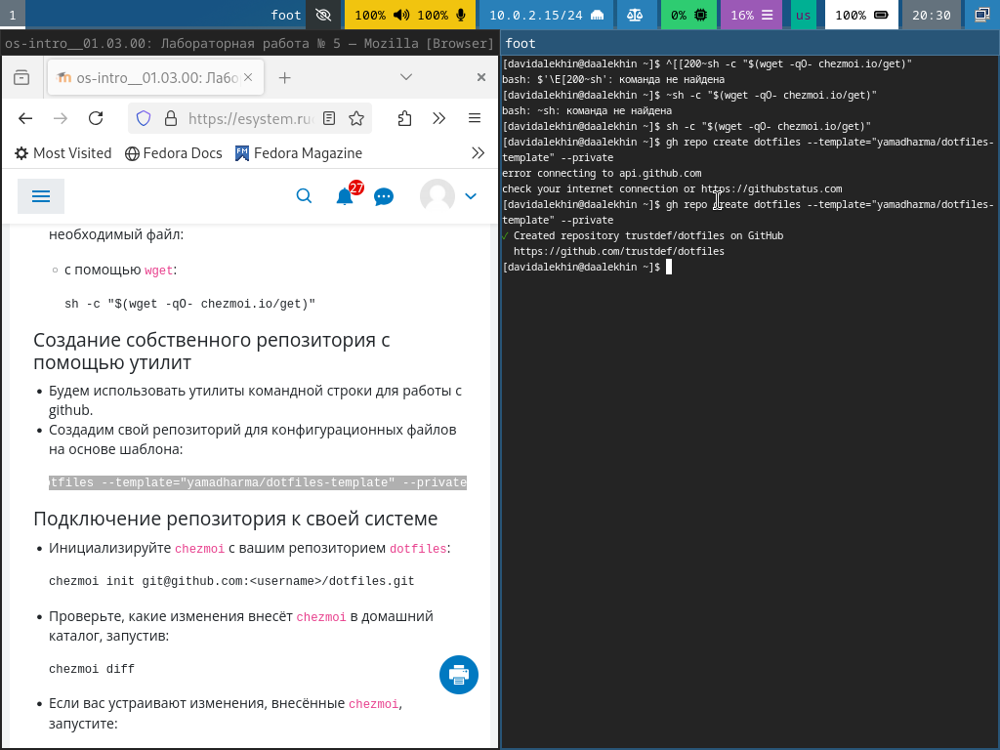 1
foot
100%
100%
10.0.2.15/24
0%
16%
us
100%
20:30
os-intro__01.03.00: Лабораторная работа № 5 — Mozilla [Browser]
os-intro__01.03.00: Лабо
https://esystem.ru
Most Visited
Fedora Docs
Fedora Magazine
27
необходимый файл:
с помощью wget:
sh -c "$(wget -qO- chezmoi.io/get)"
Создание собственного репозитория с
помощью утилит
Будем использовать утилиты командной строки для работы с
github.
Создадим свой репозиторий для конфигурационных файлов
на основе шаблона:
otfiles --template="yamadharma/dotfiles-template" --private
Подключение репозитория к своей системе
Инициализируйте chezmoi с вашим репозиторием dotfiles:
chezmoi init git@github.com:<username>/dotfiles.git
Проверьте, какие изменения внесёт chezmoi в домашний
каталог, запустив:
chezmoi diff
Если вас устраивают изменения, внесённые chezmoi,
запустите:
foot
[davidalekhin@daalekhin ~]$ ^[[200~sh -c "$(wget -qO- chezmoi.io/get)"
bash: $'\E[200~sh': команда не найдена
[davidalekhin@daalekhin ~]$ ~sh -c "$(wget -qO- chezmoi.io/get)"
bash: ~sh: команда не найдена
[davidalekhin@daalekhin ~]$ sh -c "$(wget -qO- chezmoi.io/get)"
[davidalekhin@daalekhin ~]$ gh repo create dotfiles --template="yamadharma/dotfiles-
template" --private
error connecting to api.github.com
check your internet connection or https://githubstatus.com
[davidalekhin@daalekhin ~]$ gh repo create dotfiles --template="yamadharma/dotfiles-
template" --private
✓ Created repository trustdef/dotfiles on GitHub
https://github.com/trustdef/dotfiles
[davidalekhin@daalekhin ~]$